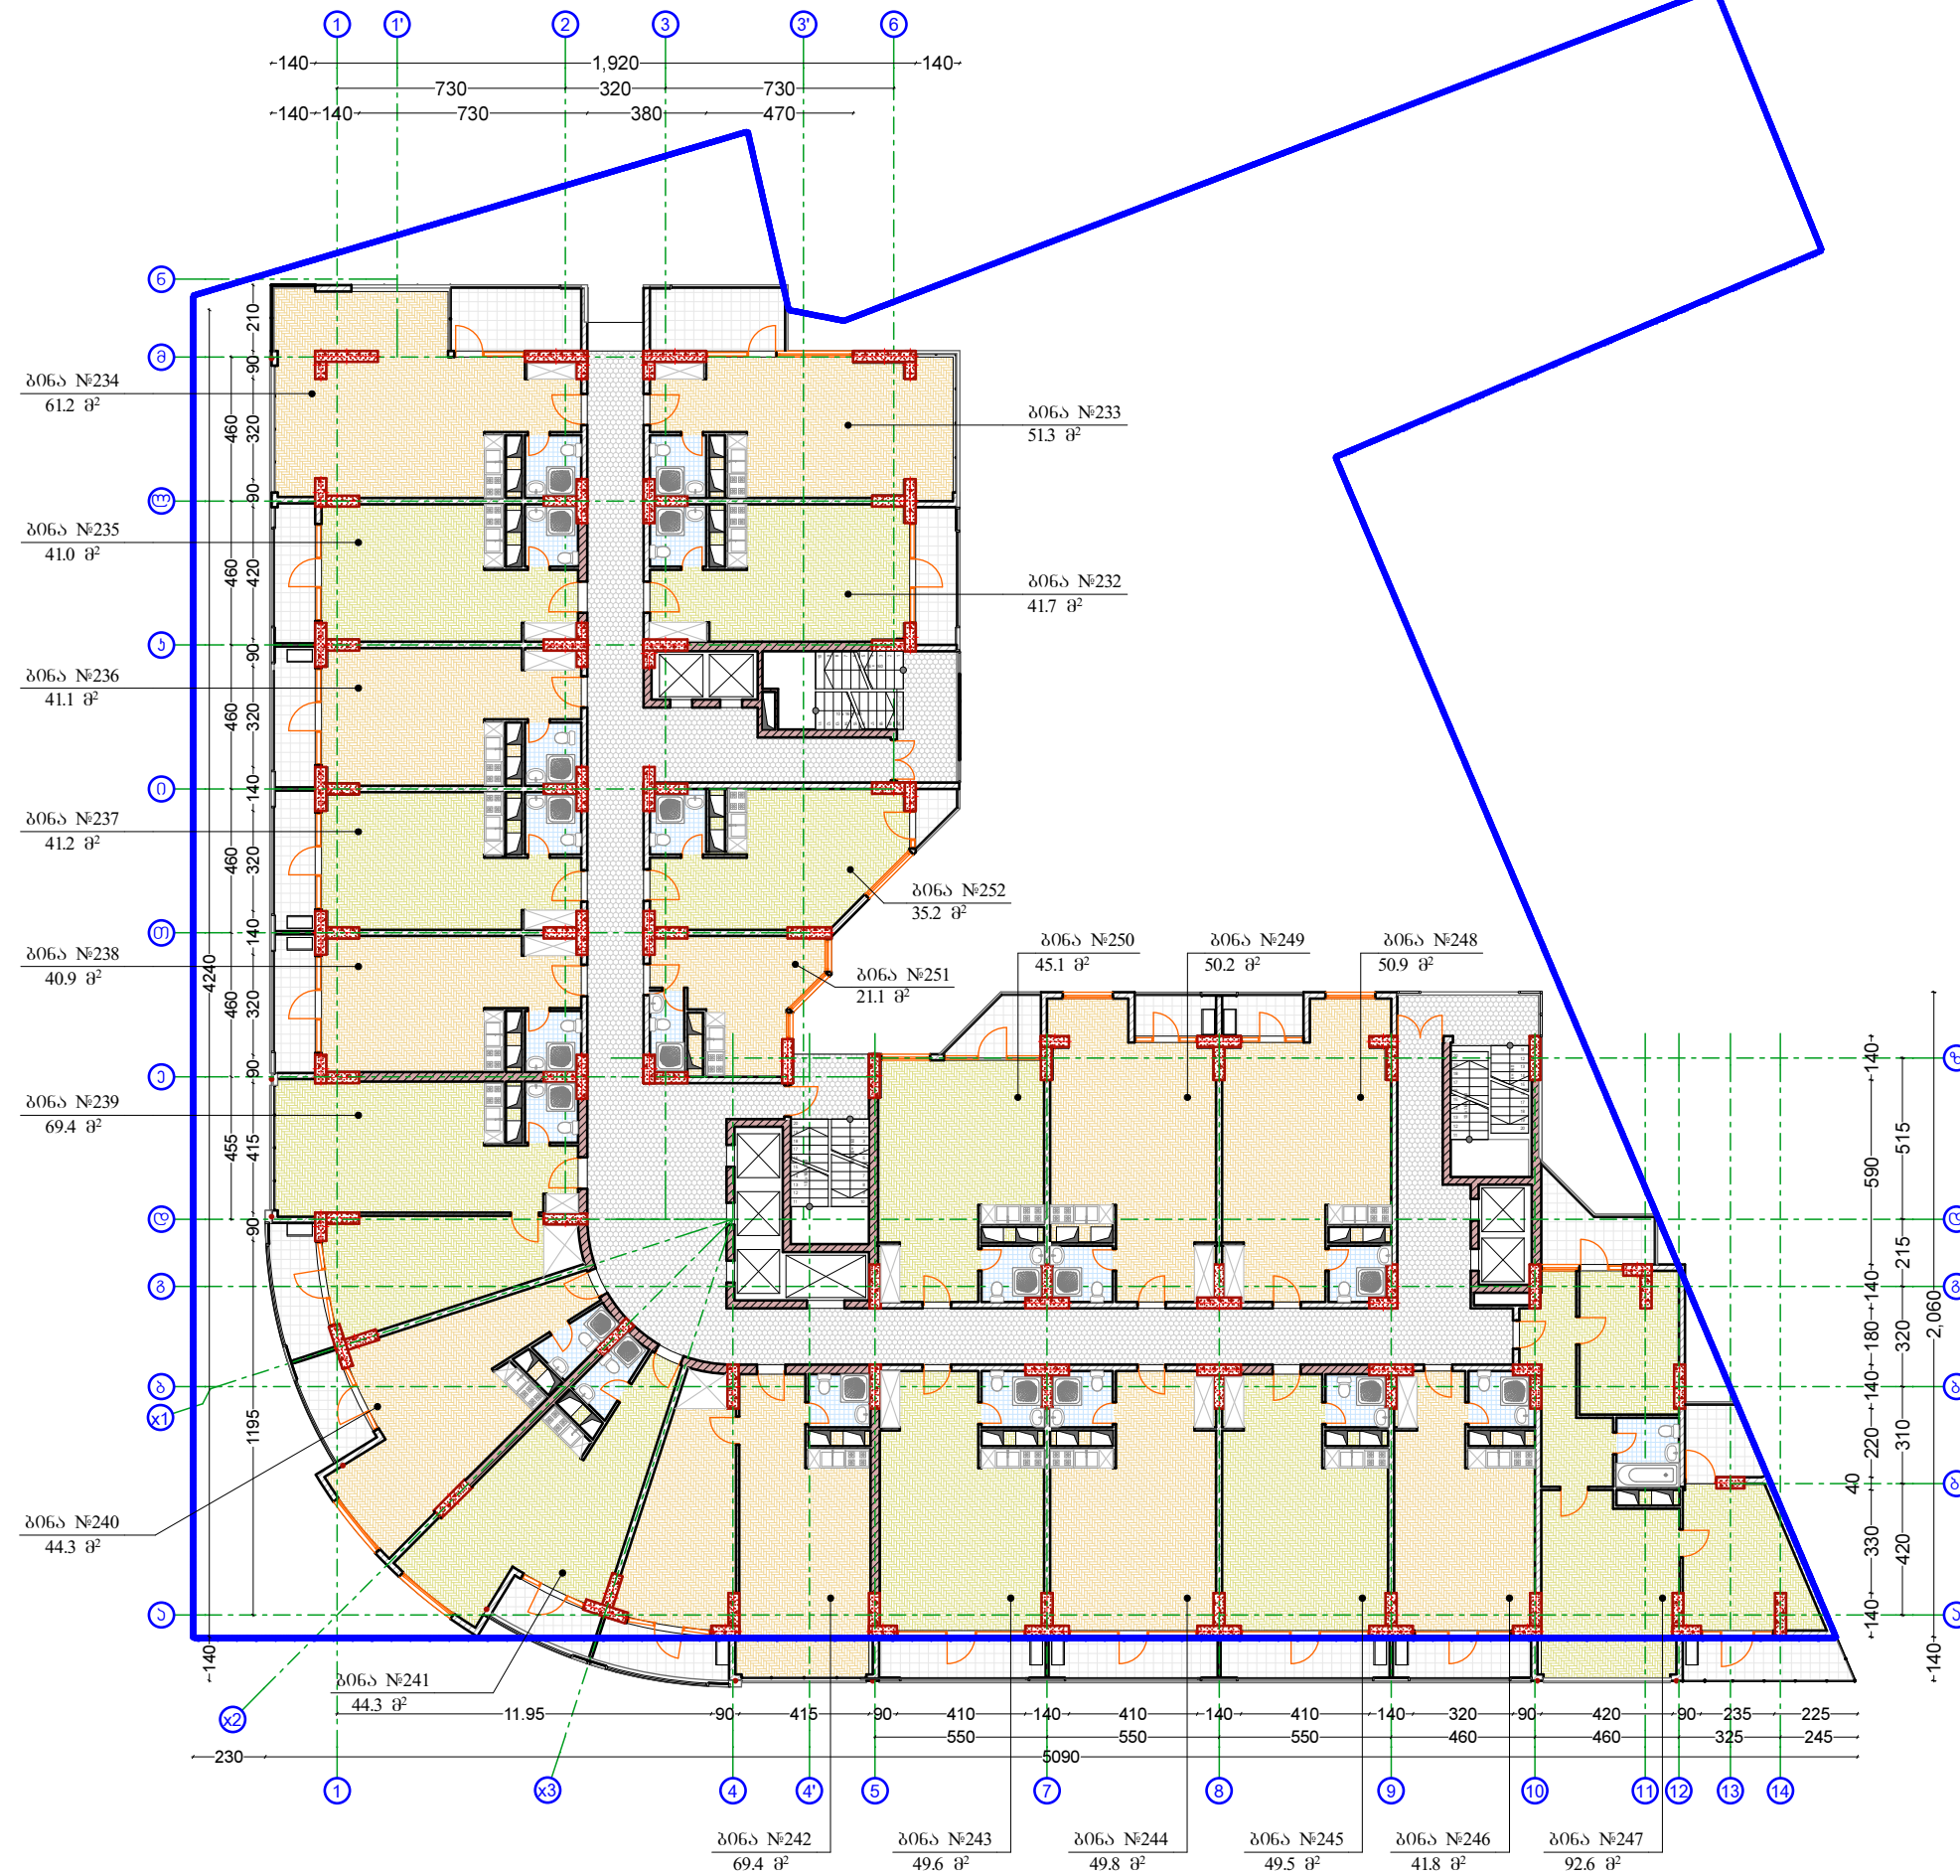 1 1' 2 3 3' 6
140 1,920 140
730 320 730
140 140 730 380 470
ნ
მ
ლ
კ
ი
თ
ე
დ
გ
ბ
x1
ა
x2
210
90
320
90
420
90
320
140
320
140
320
90
415
90
1195
460
460
460
460
460
455
4240
140
ბინა №234
61.2 მ²
ბინა №235
41.0 მ²
ბინა №236
41.1 მ²
ბინა №237
41.2 მ²
ბინა №238
40.9 მ²
ბინა №239
69.4 მ²
ბინა №240
44.3 მ²
ბინა №241
44.3 მ²
ბინა №233
51.3 მ²
ბინა №232
41.7 მ²
ბინა №252
35.2 მ²
ბინა №251
21.1 მ²
ბინა №250
45.1 მ²
ბინა №249
50.2 მ²
ბინა №248
50.9 მ²
140
590
140
180
140
220
40
330
140
515
215
320
310
420
2,060
140
11.95 90 415 90 410 140 410 140 410 140 320 90 420 90 235 225
550 550 550 460 460 325 245
230 5090
1 x3 4 4' 5 7 8 9 10 11 12 13 14
ბინა №242
69.4 მ²
ბინა №243
49.6 მ²
ბინა №244
49.8 მ²
ბინა №245
49.5 მ²
ბინა №246
41.8 მ²
ბინა №247
92.6 მ²